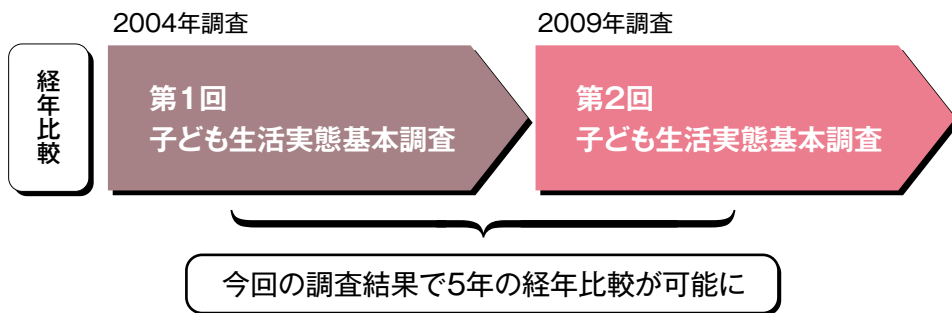 2004年調査
2009年調査
経年比較
第1回
子ども生活実態基本調査
第2回
子ども生活実態基本調査
今回の調査結果で5年の経年比較が可能に